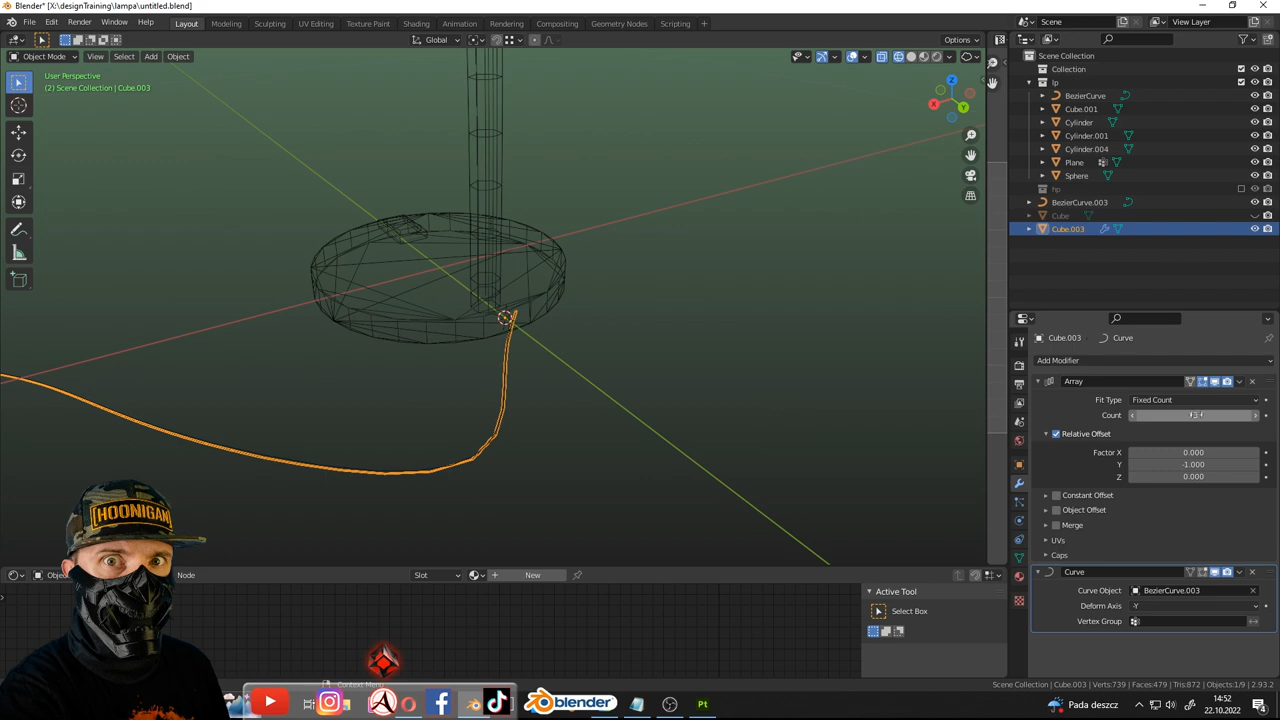 Blender* [X:\designTraining\lampa\untitled.blend]
File Edit Render Window Help Layout Modeling Sculpting UV Editing Texture Paint Shading Animation Rendering Compositing Geometry Nodes Scripting + Scene View Layer
Global Options
Object Mode View Select Add Object
User Perspective
(2) Scene Collection | Cube.003
Z
X
Y
Scene Collection
Collection
lp
BezierCurve
Cube.001
Cylinder
Cylinder.001
Cylinder.004
Plane
Sphere
hp
BezierCurve.003
Cube
Cube.003
Cube.003 > Curve
Add Modifier
Array
Fit Type Fixed Count
Count
Relative Offset
Factor X 0.000
Y -1.000
Z 0.000
Constant Offset
Object Offset
Merge
UVs
Caps
Curve
Curve Object BezierCurve.003
Deform Axis -Y
Vertex Group
Node Slot New
Active Tool
Select Box
HOONIGAN
Context Menu
Scene Collection | Cube.003 | Verts:739 | Faces:479 | Tris:872 | Objects:1/9 | 2.93.2
blender
Pt
Pada deszcz
14:52
22.10.2022